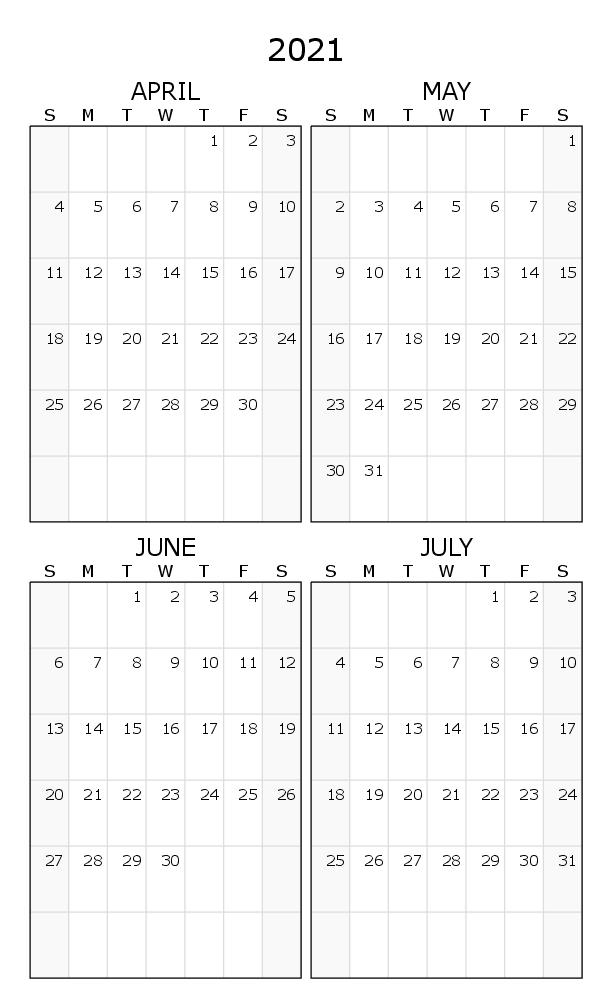 2021
APRIL
S M T W T F S
1 2 3
4 5 6 7 8 9 10
11 12 13 14 15 16 17
18 19 20 21 22 23 24
25 26 27 28 29 30
MAY
S M T W T F S
1
2 3 4 5 6 7 8
9 10 11 12 13 14 15
16 17 18 19 20 21 22
23 24 25 26 27 28 29
30 31
JUNE
S M T W T F S
1 2 3 4 5
6 7 8 9 10 11 12
13 14 15 16 17 18 19
20 21 22 23 24 25 26
27 28 29 30
JULY
S M T W T F S
1 2 3
4 5 6 7 8 9 10
11 12 13 14 15 16 17
18 19 20 21 22 23 24
25 26 27 28 29 30 31